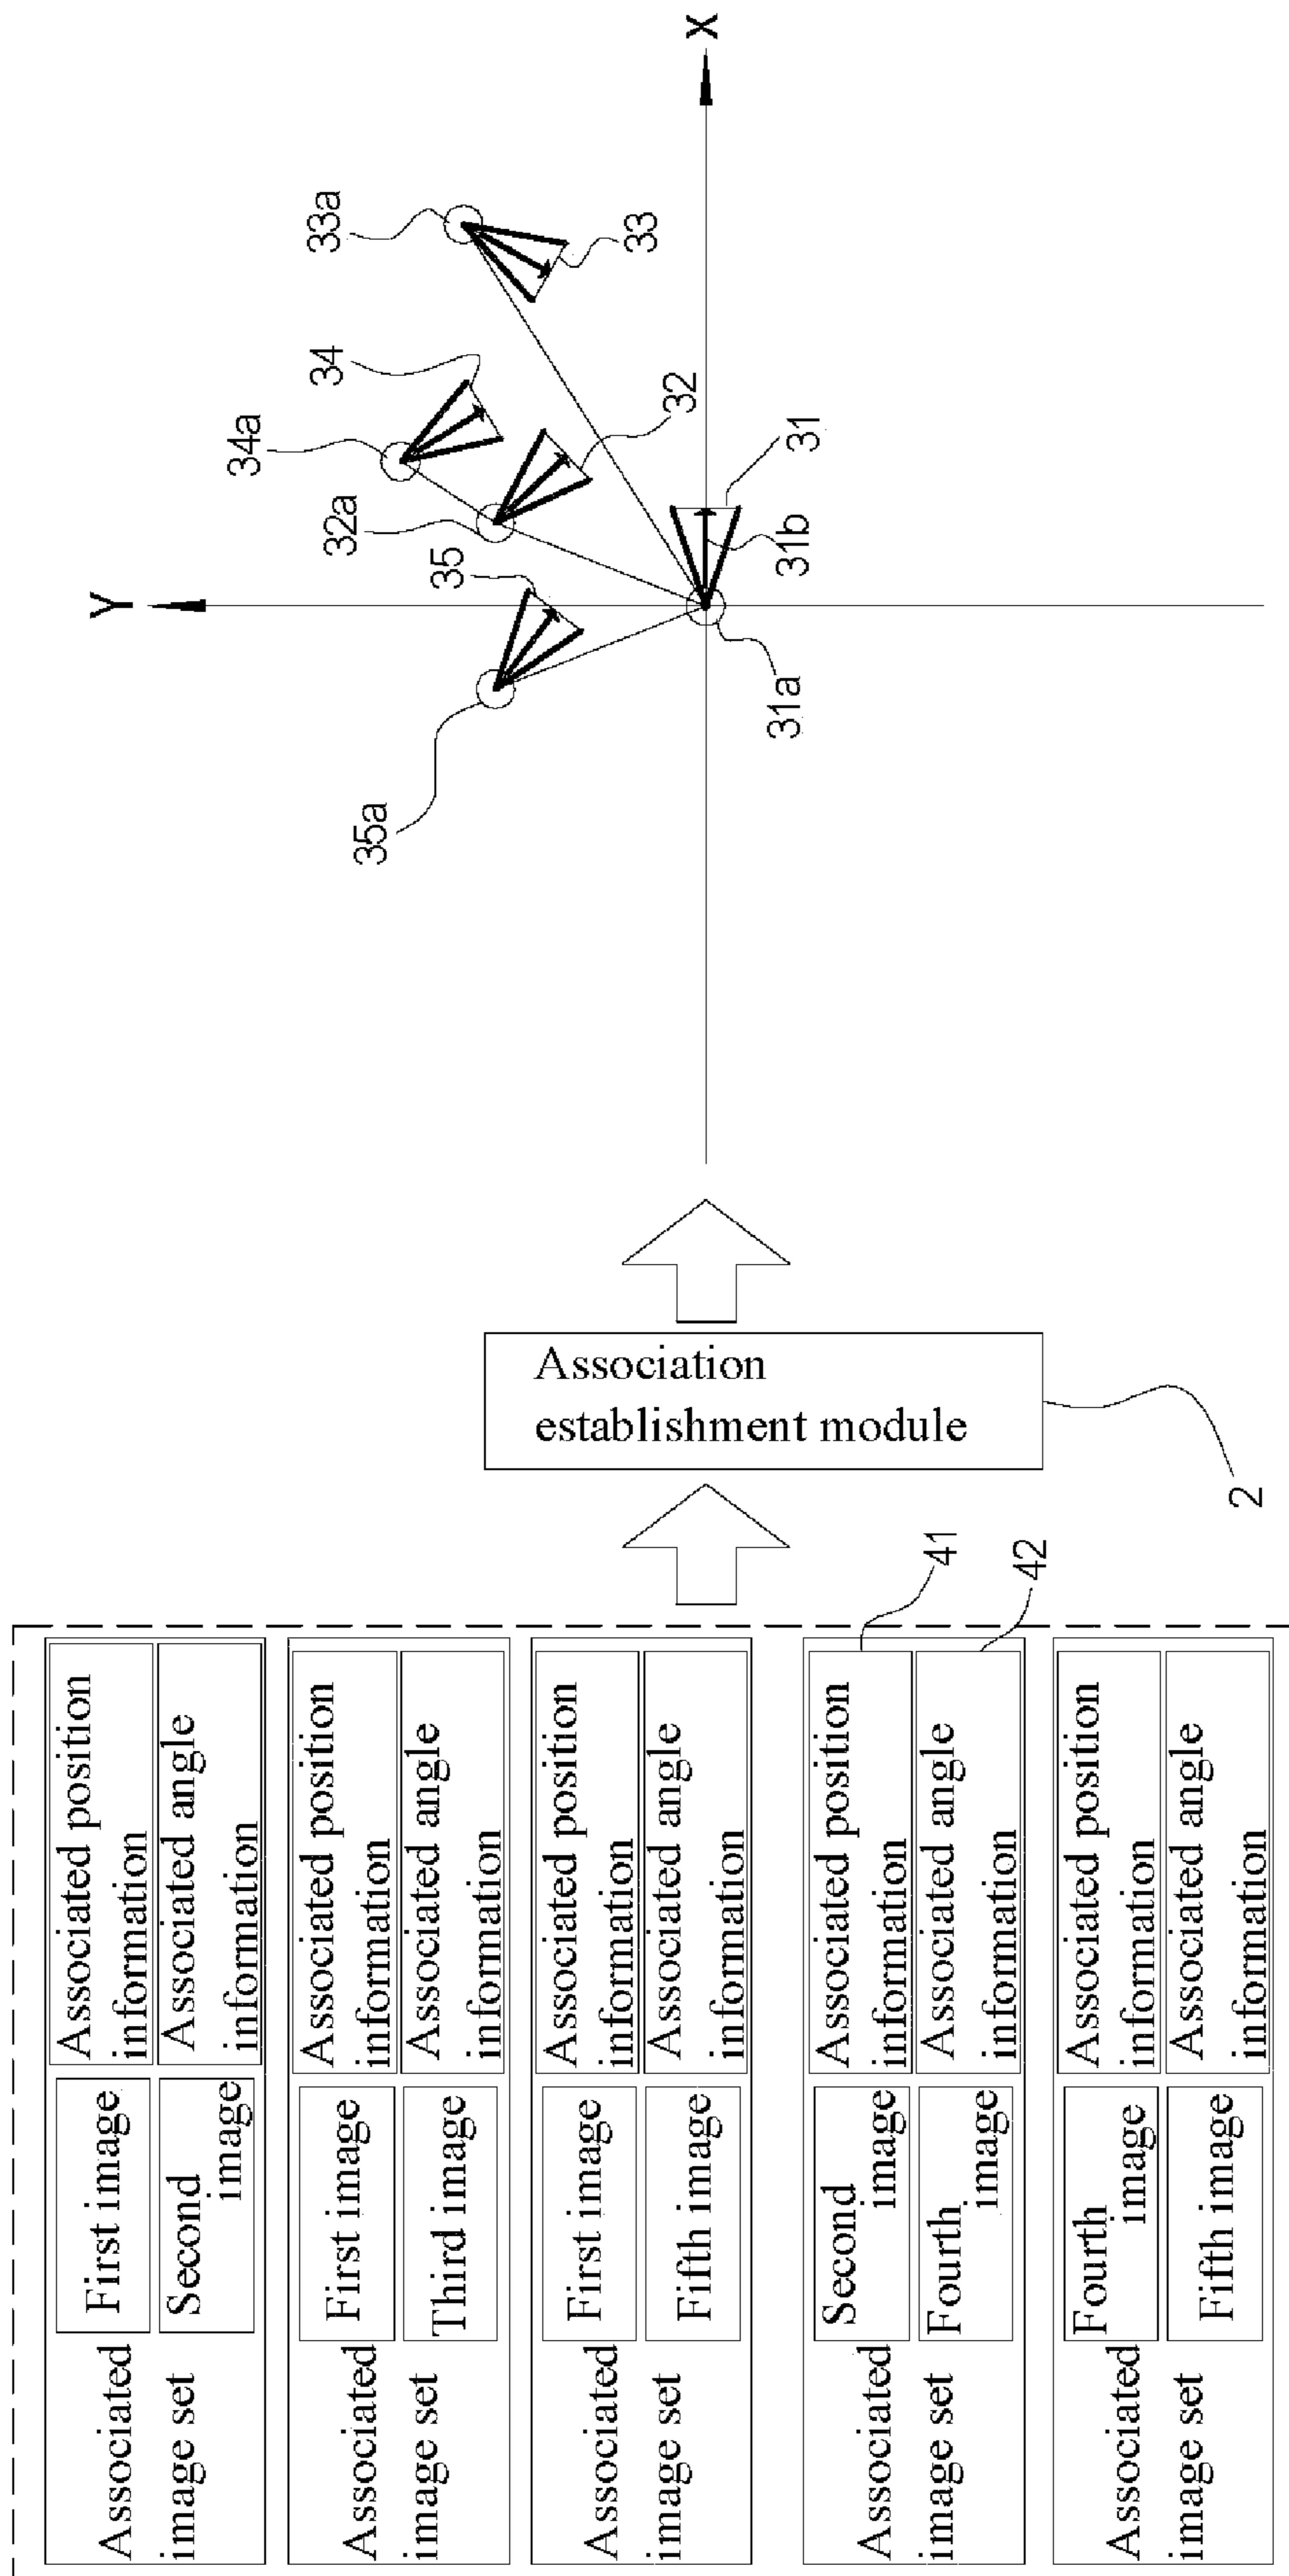 Associated
image set
First image
Second
image
Associated position
information
Associated angle
information
Associated
image set
First image
Third image
Associated position
information
Associated angle
information
Associated
image set
First image
Fifth image
Associated position
information
Associated angle
information
Associated
image set
Second
image
Fourth
image
Associated position
information
Associated angle
information
41
42
Associated
image set
Fourth
image
Fifth image
Associated position
information
Associated angle
information
Association
establishment module
2
Y
X
35a
35
32a
34a
34
33a
33
32
31
31b
31a